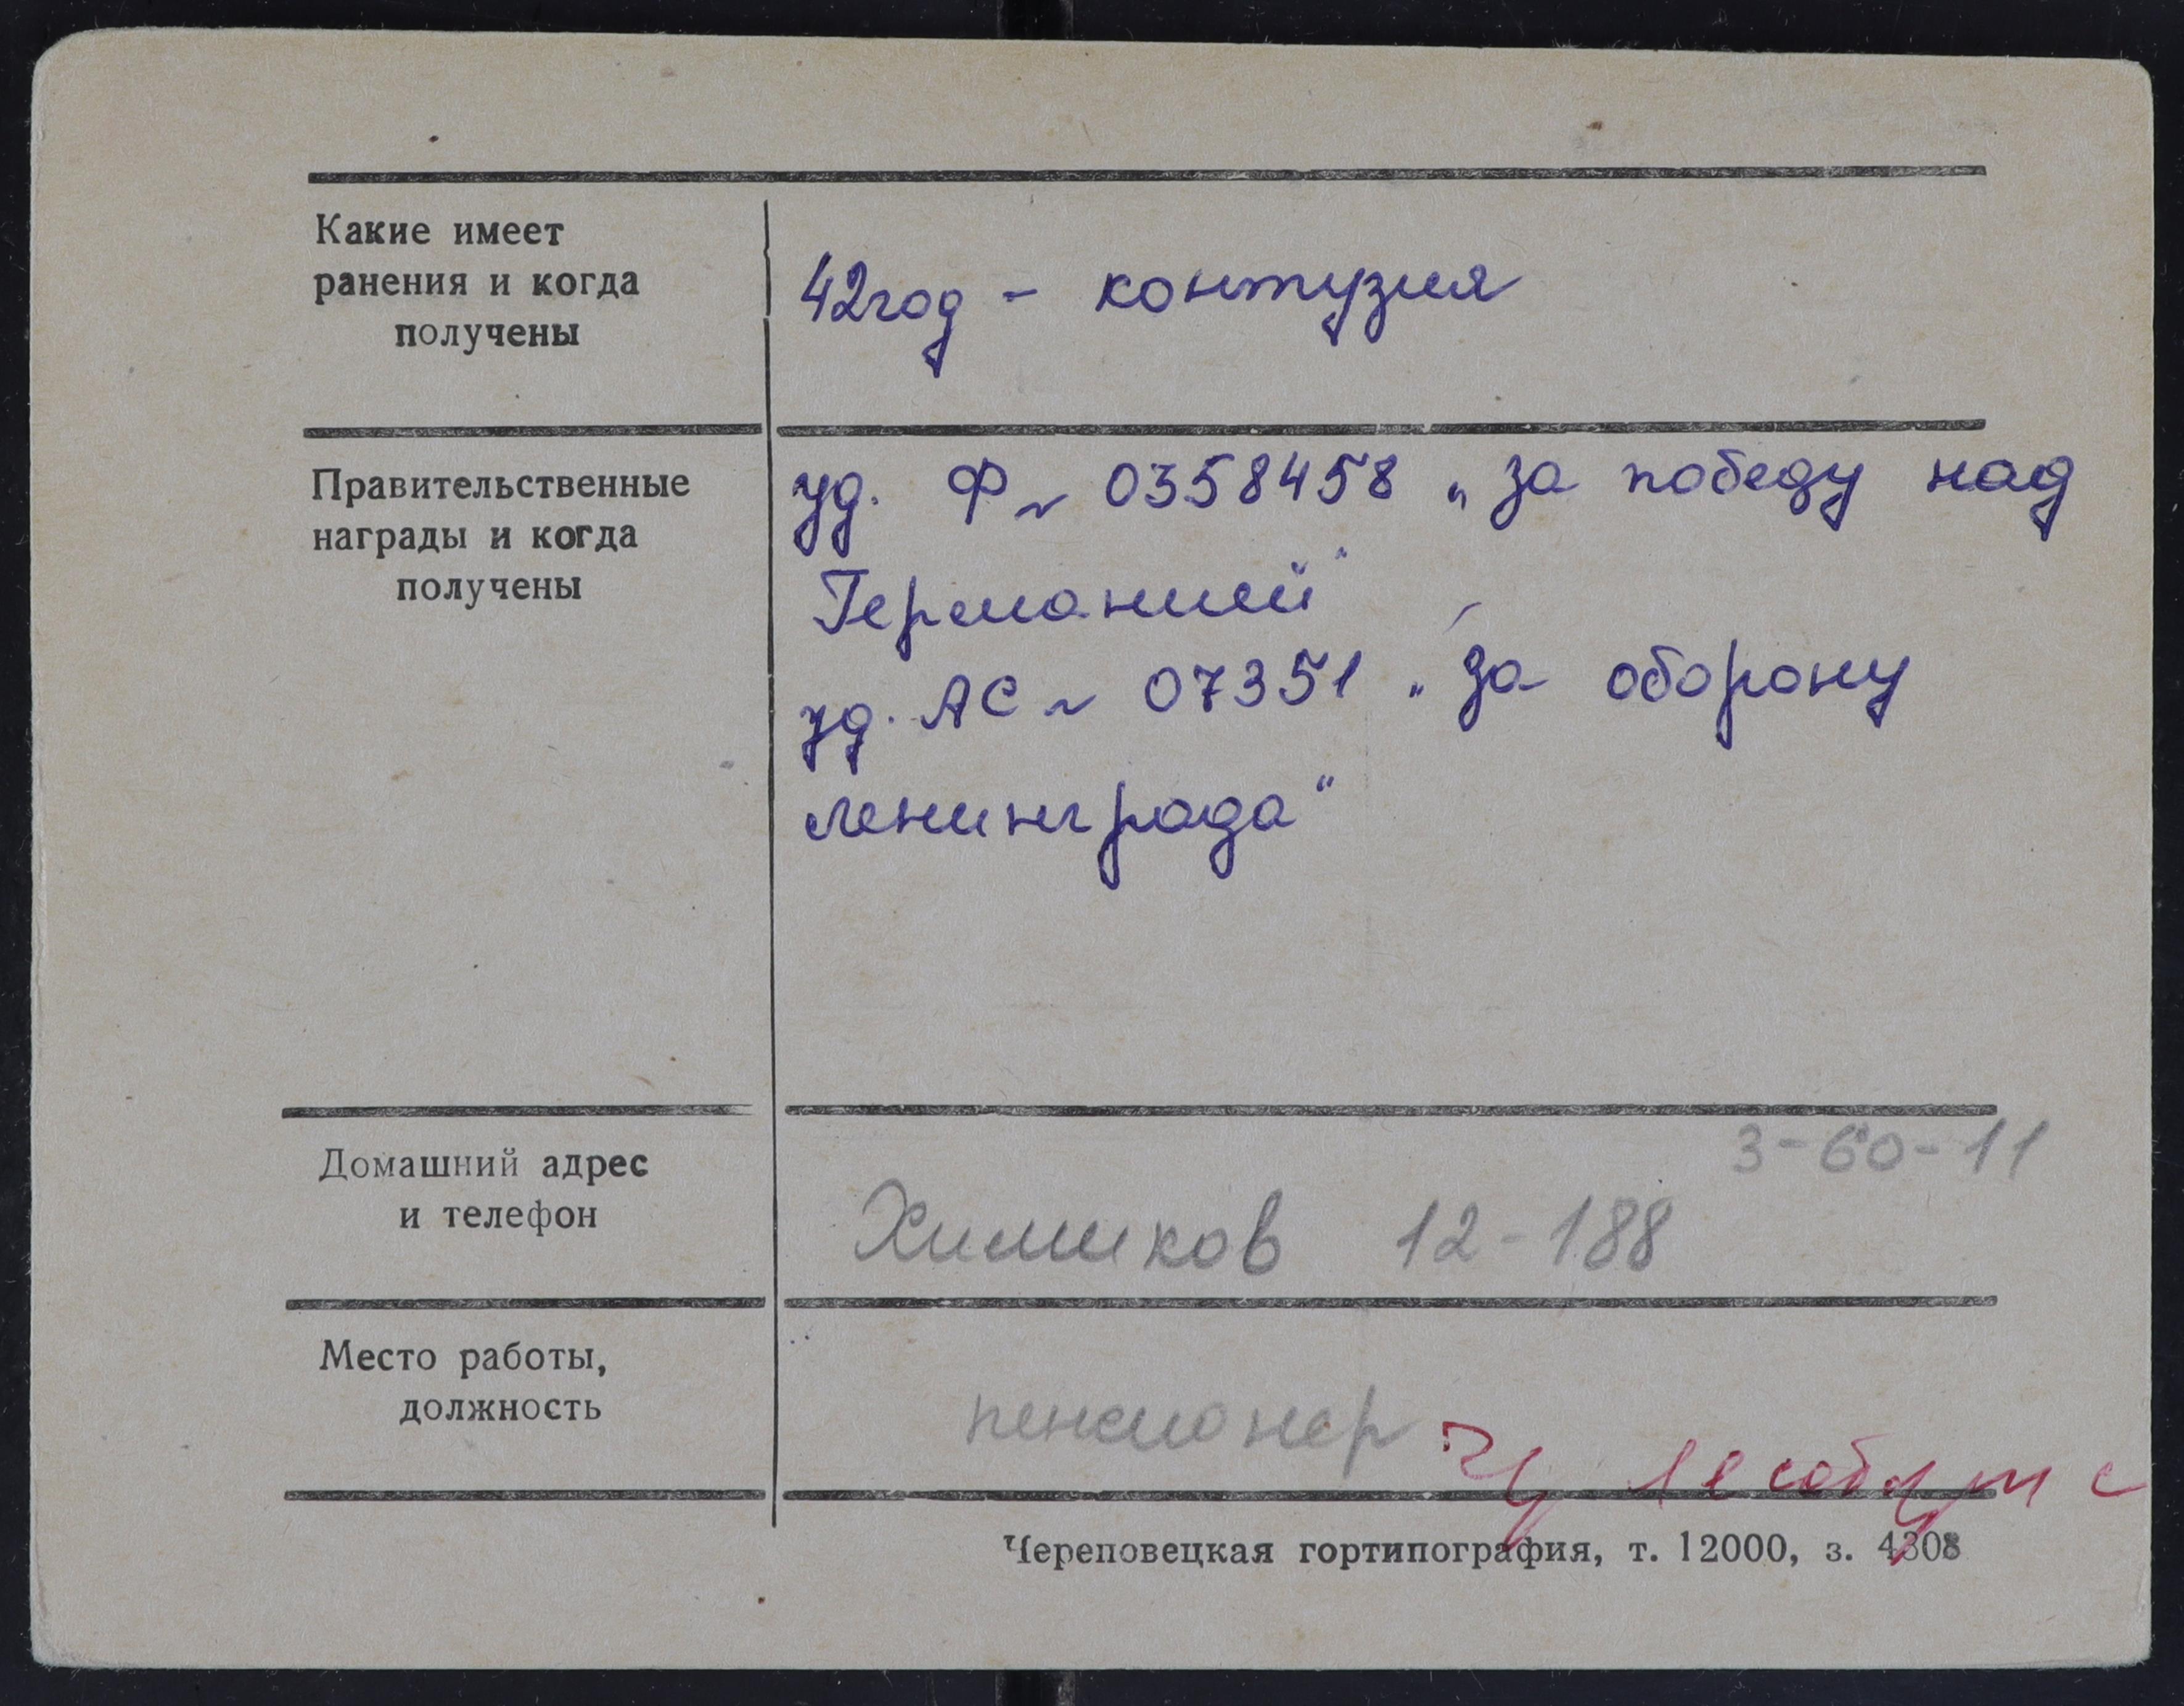 Какие имеет
ранения и когда
получены
42 год - контузия
Правительственные
награды и когда
получены
уд. Ф № 0358458 „за победу над
Германией"
уд. АС № 07351 „за оборону
ленинграда"
Домашний адрес
и телефон
3-60-11
Химиков 12-188
Место работы,
должность
пенсионер
Череповецкая гортипография, т. 12000, з. 4308